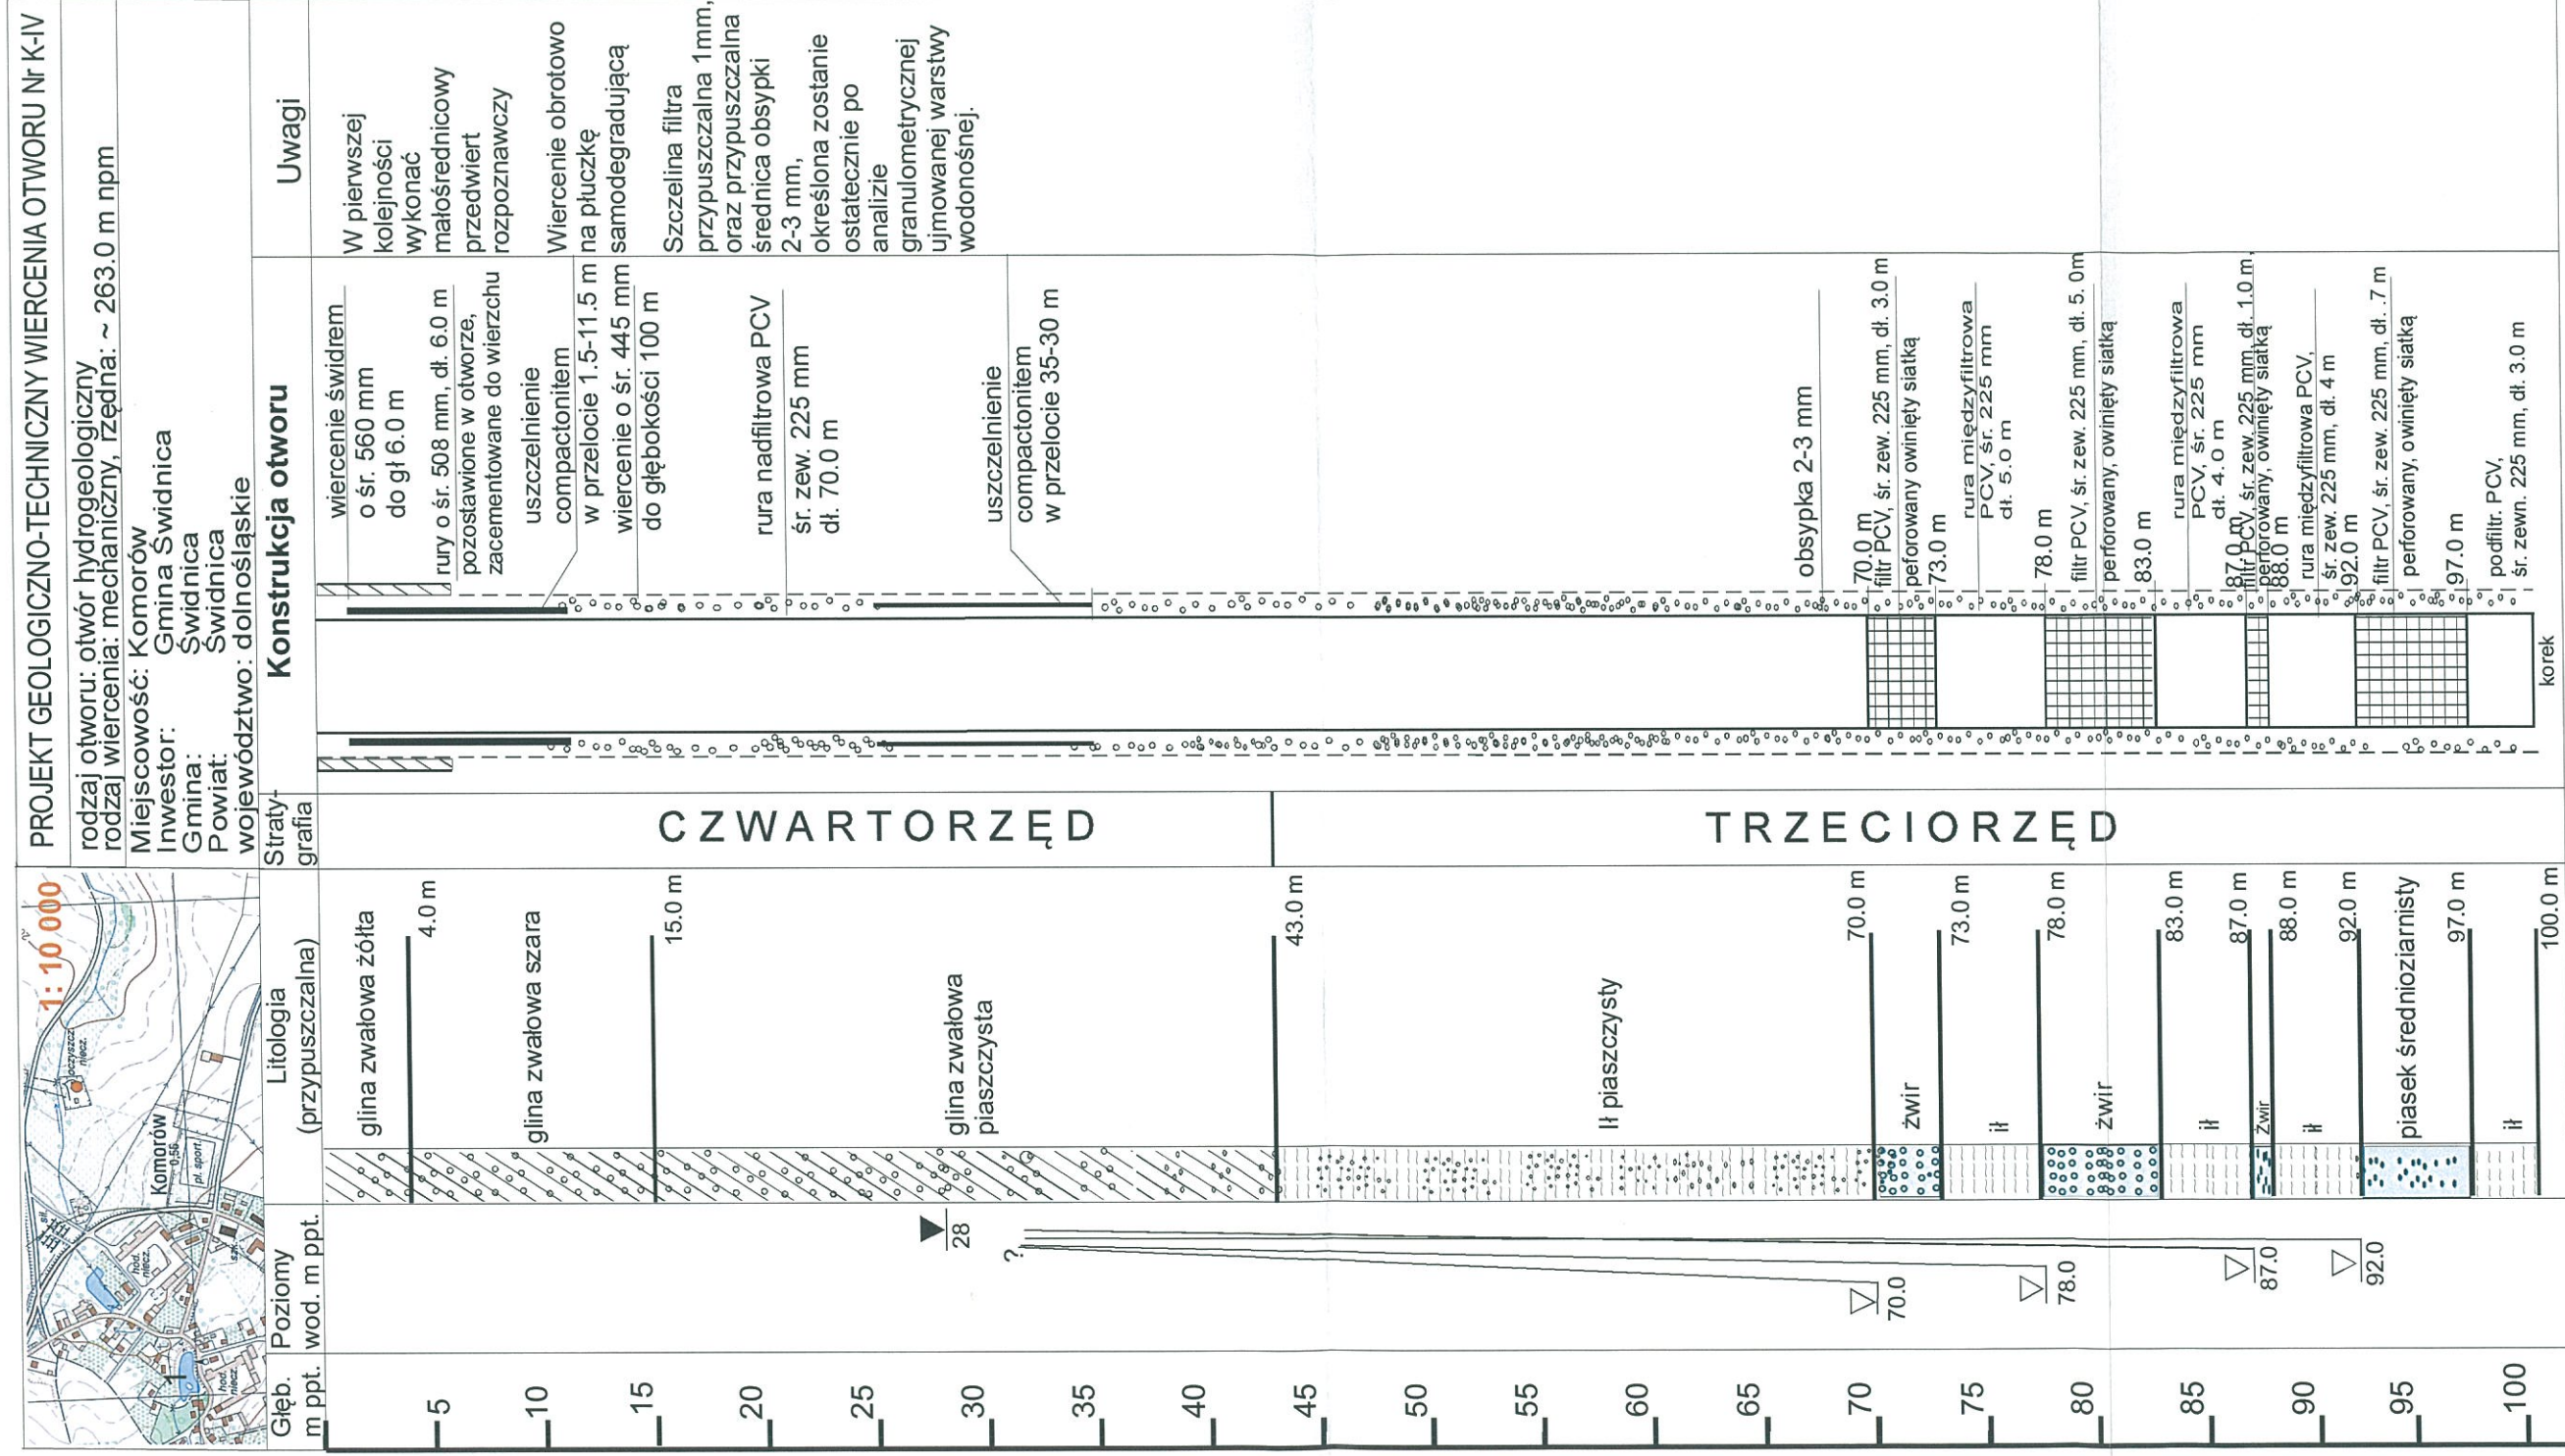 PROJEKT GEOLOGICZNO-TECHNICZNY WIERCENIA OTWORU Nr K-IV
rodzaj otworu: otwór hydrogeologiczny
rodzaj wiercenia: mechaniczny, rzędna: ~ 263.0 m npm
Miejscowość: Komorów
Inwestor: Gmina Świdnica
Gmina: Świdnica
Powiat: Świdnica
województwo: dolnośląskie
1: 10 000
oczyszcz.
niecz.
Komorów
0,56
pl. sport.
sil.
hod.
niecz.
szk.
hod.
niecz.
Głęb.
m ppt.
Poziomy
wod. m ppt.
Litologia
(przypuszczalna)
Straty-
grafia
Konstrukcja otworu
Uwagi
5
10
15
20
25
30
35
40
45
50
55
60
65
70
75
80
85
90
95
100
28
?
70.0
78.0
87.0
92.0
glina zwałowa żółta
4.0 m
glina zwałowa szara
15.0 m
glina zwałowa
piaszczysta
43.0 m
Ił piaszczysty
70.0 m
żwir
73.0 m
ił
78.0 m
żwir
83.0 m
ił
87.0 m
Żwir
88.0 m
ił
92.0 m
piasek średnioziarnisty
97.0 m
ił
100.0 m
CZWARTORZĘD
TRZECIORZĘD
wiercenie świdrem
o śr. 560 mm
do gł 6.0 m
rury o śr. 508 mm, dł. 6.0 m
pozostawione w otworze,
zacementowane do wierzchu
uszczelnienie
compactonitem
w przelocie 1.5-11.5 m
wiercenie o śr. 445 mm
do głębokości 100 m
rura nadfiltrowa PCV
śr. zew. 225 mm
dł. 70.0 m
uszczelnienie
compactonitem
w przelocie 35-30 m
obsypka 2-3 mm
70.0 m
filtr PCV, śr. zew. 225 mm, dł. 3.0 m
peforowany owinięty siatką
73.0 m
rura międzyfiltrowa
PCV, śr. 225 mm
dł. 5.0 m
78.0 m
filtr PCV, śr. zew. 225 mm, dł. 5. 0m
perforowany, owinięty siatką
83.0 m
rura międzyfiltrowa
PCV, śr. 225 mm
dł. 4.0 m
87.0 m
filtr PCV, śr. zew. 225 mm, dł. 1.0 m,
perforowany, owinięty siatką
88.0 m
rura międzyfiltrowa PCV,
śr. zew. 225 mm, dł. 4 m
92.0 m
filtr PCV, śr. zew. 225 mm, dł. .7 m
perforowany, owinięty siatką
97.0 m
podfiltr. PCV,
śr. zewn. 225 mm, dł. 3.0 m
korek
W pierwszej
kolejności
wykonać
małośrednicowy
przedwiert
rozpoznawczy
Wiercenie obrotowo
na płuczkę
samodegradującą
Szczelina filtra
przypuszczalna 1mm,
oraz przypuszczalna
średnica obsypki
2-3 mm,
określona zostanie
ostatecznie po
analizie
granulometrycznej
ujmowanej warstwy
wodonośnej.